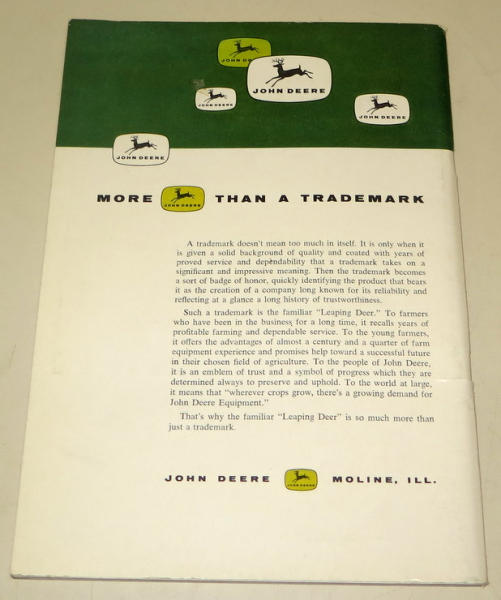 JOHN DEERE
JOHN DEERE
JOHN DEERE
JOHN DEERE
JOHN DEERE
MORE JOHN DEERE THAN A TRADEMARK
A trademark doesn't mean too much in itself. It is only when it
is given a solid background of quality and coated with years of
proved service and dependability that a trademark takes on a
significant and impressive meaning. Then the trademark becomes
a sort of badge of honor, quickly identifying the product that bears
it as the creation of a company long known for its reliability and
reflecting at a glance a long history of trustworthiness.
Such a trademark is the familiar "Leaping Deer." To farmers
who have been in the business for a long time, it recalls years of
profitable farming and dependable service. To the young farmers,
it offers the advantages of almost a century and a quarter of farm
equipment experience and promises help toward a successful future
in their chosen field of agriculture. To the people of John Deere,
it is an emblem of trust and a symbol of progress which they are
determined always to preserve and uphold. To the world at large,
it means that "wherever crops grow, there's a growing demand for
John Deere Equipment."
That's why the familiar "Leaping Deer" is so much more than
just a trademark.
JOHN DEERE JOHN DEERE MOLINE, ILL.